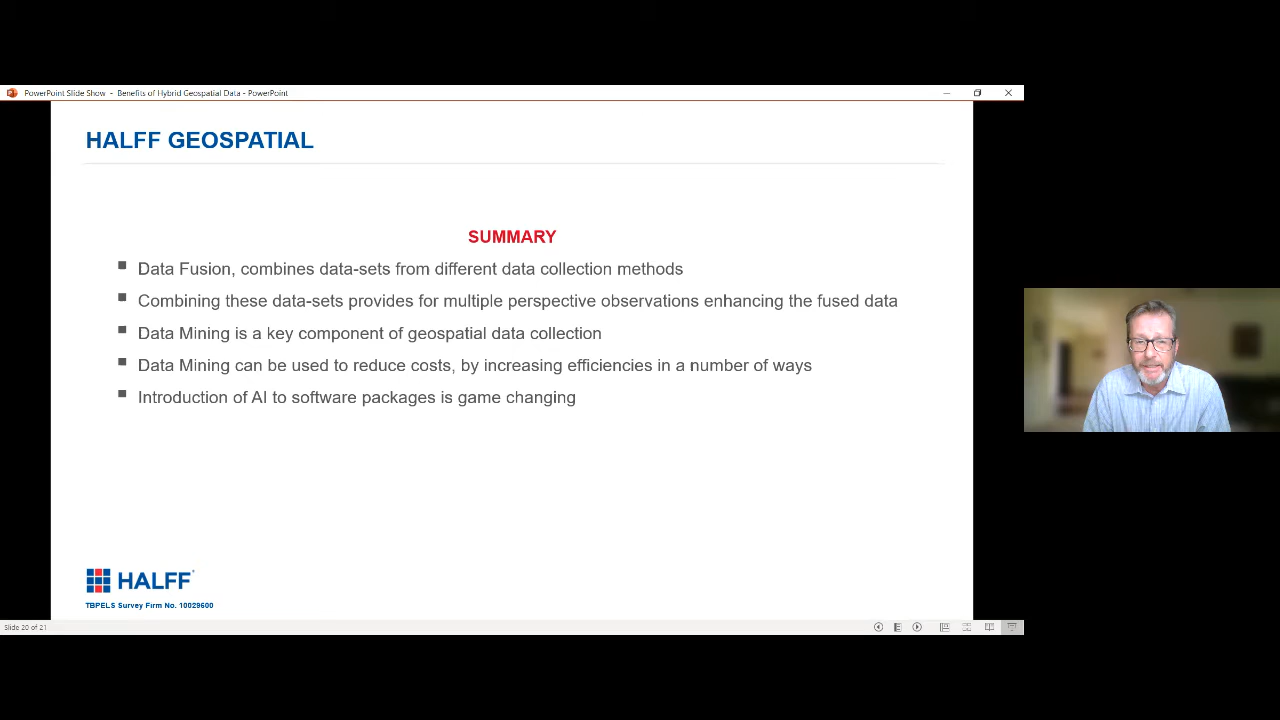 PowerPoint Slide Show - Benefits of Hybrid Geospatial Data - PowerPoint
HALFF GEOSPATIAL
SUMMARY
Data Fusion, combines data-sets from different data collection methods
Combining these data-sets provides for multiple perspective observations enhancing the fused data
Data Mining is a key component of geospatial data collection
Data Mining can be used to reduce costs, by increasing efficiencies in a number of ways
Introduction of AI to software packages is game changing
HALFF
TBPELS Survey Firm No. 10029600
Slide 20 of 21